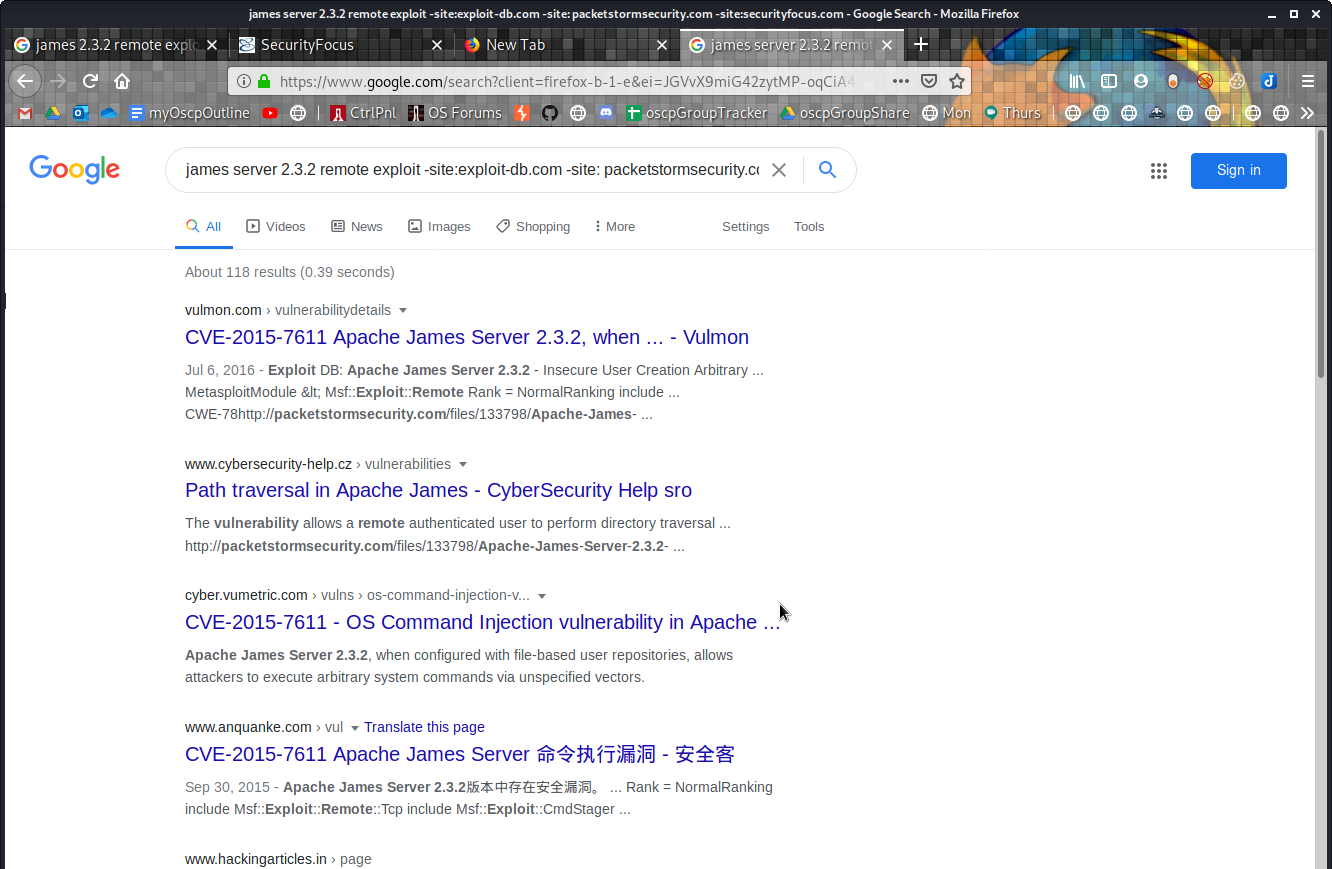 james server 2.3.2 remote exploit -site:exploit-db.com -site: packetstormsecurity.com -site:securityfocus.com - Google Search - Mozilla Firefox
james 2.3.2 remote explo SecurityFocus New Tab james server 2.3.2 remot
https://www.google.com/search?client=firefox-b-1-e&ei=JGVvX9miG42zytMP-oqCiA4
myOscpOutline CtrlPnl OS Forums oscpGroupTracker oscpGroupShare Mon Thurs
Google
james server 2.3.2 remote exploit -site:exploit-db.com -site: packetstormsecurity.co
Sign in
All Videos News Images Shopping More Settings Tools
About 118 results (0.39 seconds)
vulmon.com › vulnerabilitydetails
CVE-2015-7611 Apache James Server 2.3.2, when ... - Vulmon
Jul 6, 2016 - Exploit DB: Apache James Server 2.3.2 - Insecure User Creation Arbitrary ...
MetasploitModule &lt; Msf::Exploit::Remote Rank = NormalRanking include ...
CWE-78http://packetstormsecurity.com/files/133798/Apache-James- ...
www.cybersecurity-help.cz › vulnerabilities
Path traversal in Apache James - CyberSecurity Help sro
The vulnerability allows a remote authenticated user to perform directory traversal ...
http://packetstormsecurity.com/files/133798/Apache-James-Server-2.3.2- ...
cyber.vumetric.com › vulns › os-command-injection-v...
CVE-2015-7611 - OS Command Injection vulnerability in Apache ...
Apache James Server 2.3.2, when configured with file-based user repositories, allows
attackers to execute arbitrary system commands via unspecified vectors.
www.anquanke.com › vul Translate this page
CVE-2015-7611 Apache James Server 命令执行漏洞 - 安全客
Sep 30, 2015 - Apache James Server 2.3.2版本中存在安全漏洞。 ... Rank = NormalRanking
include Msf::Exploit::Remote::Tcp include Msf::Exploit::CmdStager ...
www.hackingarticles.in › page